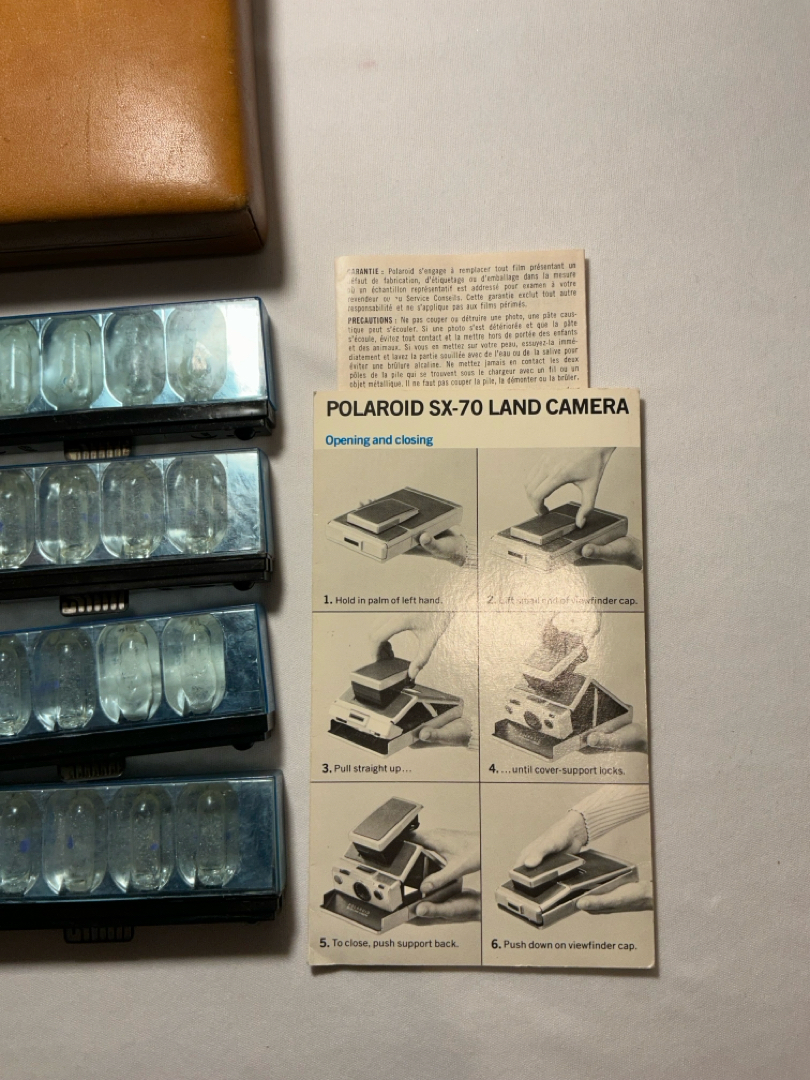 GARANTIE : Polaroid s'engage à remplacer tout film présentant un
défaut de fabrication, d'étiquetage ou d'emballage dans la mesure
où un échantillon représentatif est addressé pour examen à votre
revendeur ou au Service Conseils. Cette garantie exclut tout autre
responsabilité et ne s'applique pas aux films périmés.
PRECAUTIONS : Ne pas couper ou détruire une photo, une pâte caus-
tique peut s'écouler. Si une photo s'est détériorée et que la pâte
s'écoule, évitez tout contact et la mettre hors de portée des enfants
et des animaux. Si vous en mettez sur votre peau, essuyez-la immé-
diatement et lavez la partie souillée avec de l'eau ou de la salive pour
éviter une brûlure alcaline. Ne mettez jamais en contact les deux
pôles de la pile qui se trouvent sous le chargeur avec un fil ou un
objet métallique. Il ne faut pas couper la pile, la démonter ou la brûler.
POLAROID SX-70 LAND CAMERA
Opening and closing
1. Hold in palm of left hand.
2. Lift small end of viewfinder cap.
3. Pull straight up...
4. ...until cover-support locks.
5. To close, push support back.
6. Push down on viewfinder cap.